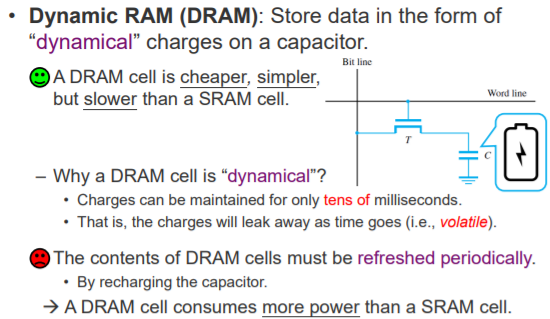 • Dynamic RAM (DRAM): Store data in the form of
“dynamical” charges on a capacitor.
A DRAM cell is cheaper, simpler,
but slower than a SRAM cell.
Bit line
Word line
T
C
– Why a DRAM cell is “dynamical”?
• Charges can be maintained for only tens of milliseconds.
• That is, the charges will leak away as time goes (i.e., volatile).
The contents of DRAM cells must be refreshed periodically.
• By recharging the capacitor.
→ A DRAM cell consumes more power than a SRAM cell.